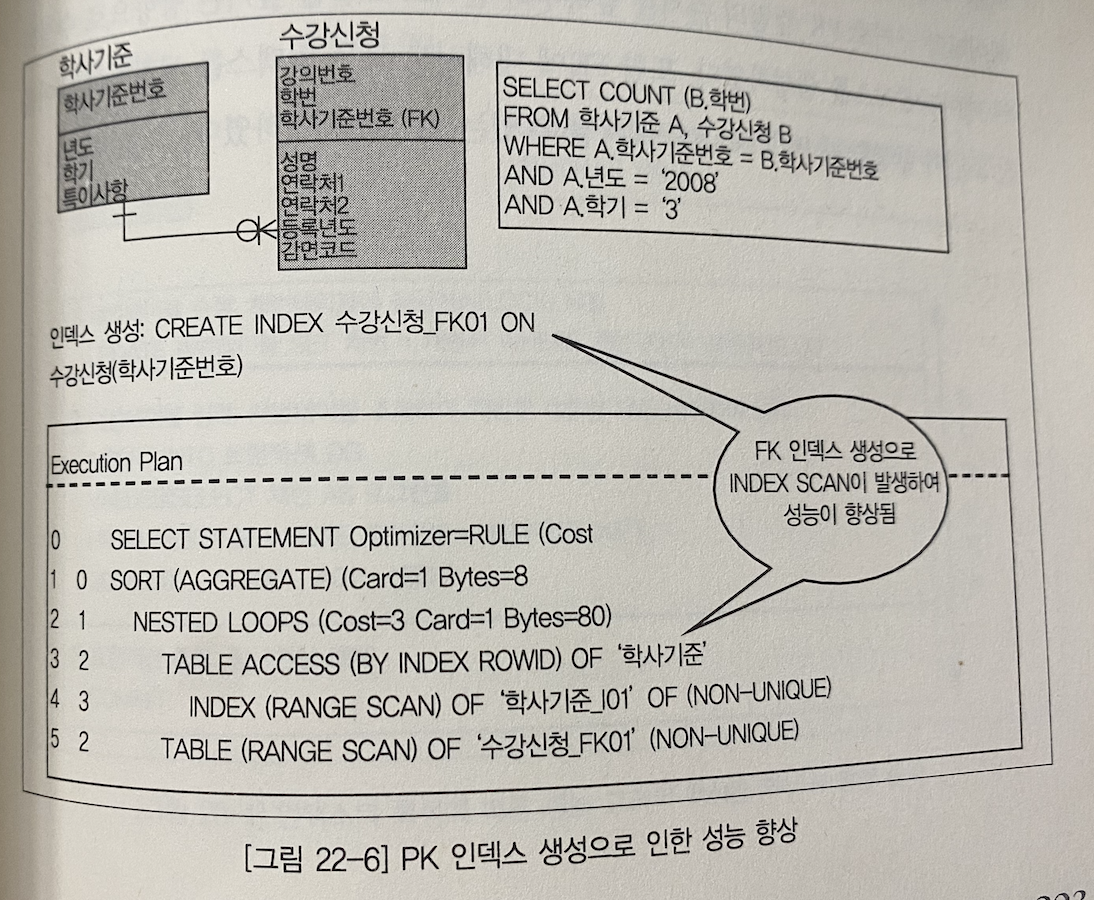 학사기준
학사기준번호
년도
학기
특이사항
수강신청
강의번호
학번
학사기준번호 (FK)
성명
연락처1
연락처2
등록년도
감면코드
SELECT COUNT (B.학번)
FROM 학사기준 A, 수강신청 B
WHERE A.학사기준번호 = B.학사기준번호
AND A.년도 = ‘2008’
AND A.학기 = ‘3’
인덱스 생성: CREATE INDEX 수강신청_FK01 ON
수강신청(학사기준번호)
FK 인덱스 생성으로
INDEX SCAN이 발생하여
성능이 향상됨
Execution Plan
0 SELECT STATEMENT Optimizer=RULE (Cost
1 0 SORT (AGGREGATE) (Card=1 Bytes=8
2 1 NESTED LOOPS (Cost=3 Card=1 Bytes=80)
3 2 TABLE ACCESS (BY INDEX ROWID) OF ‘학사기준’
4 3 INDEX (RANGE SCAN) OF ‘학사기준_I01’ OF (NON-UNIQUE)
5 2 TABLE (RANGE SCAN) OF ‘수강신청_FK01’ (NON-UNIQUE)
[그림 22-6] PK 인덱스 생성으로 인한 성능 향상